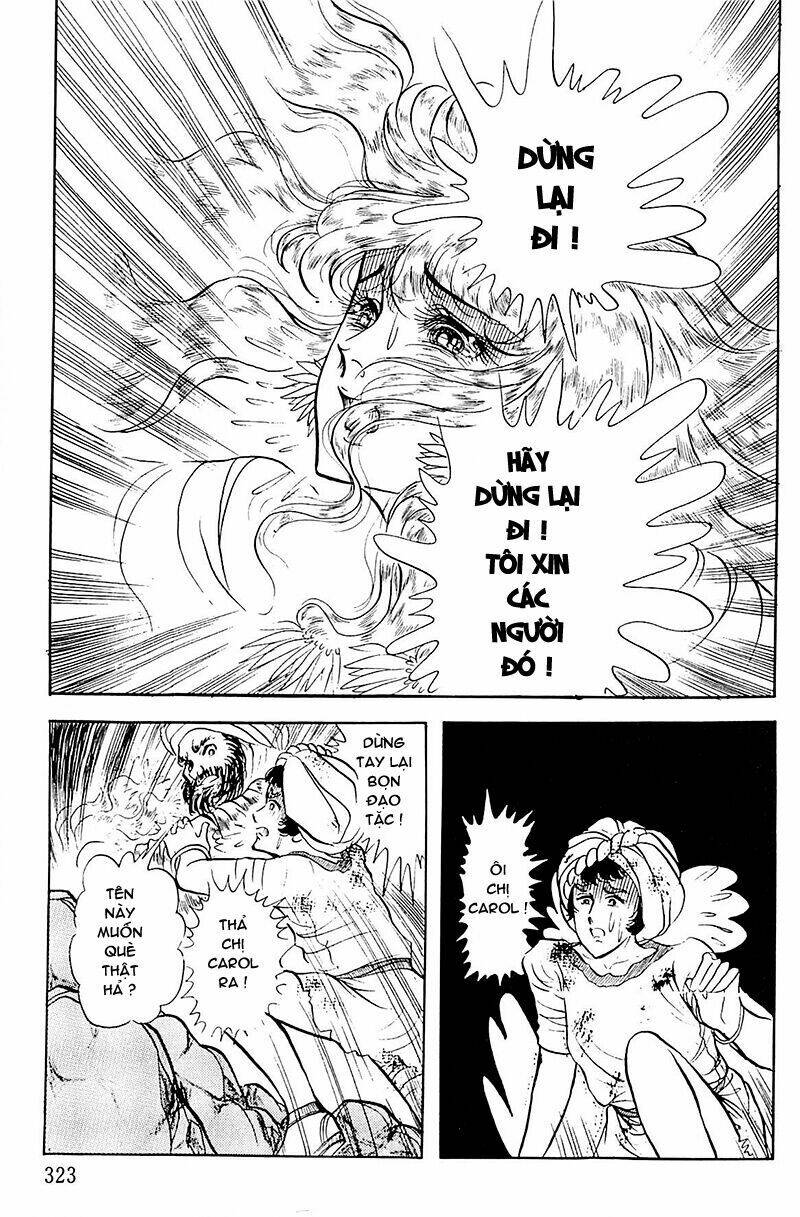 DỪNG
LẠI
ĐI !
HÃY
DỪNG LẠI
ĐI !
TÔI XIN
CÁC
NGƯỜI
ĐÓ !
DỪNG
TAY LẠI
BỌN
ĐẠO
TẶC !
TÊN
NÀY
MUỐN
QUÈ
THẬT
HẢ ?
THẢ
CHỊ
CAROL
RA !
ÔI
CHỊ
CAROL !
323